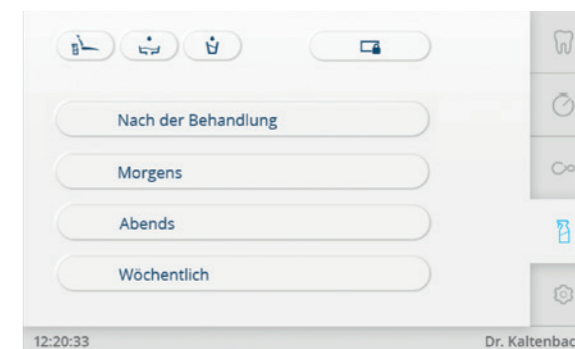 Nach der Behandlung
Morgens
Abends
Wöchentlich
12:20:33
Dr. Kaltenbac